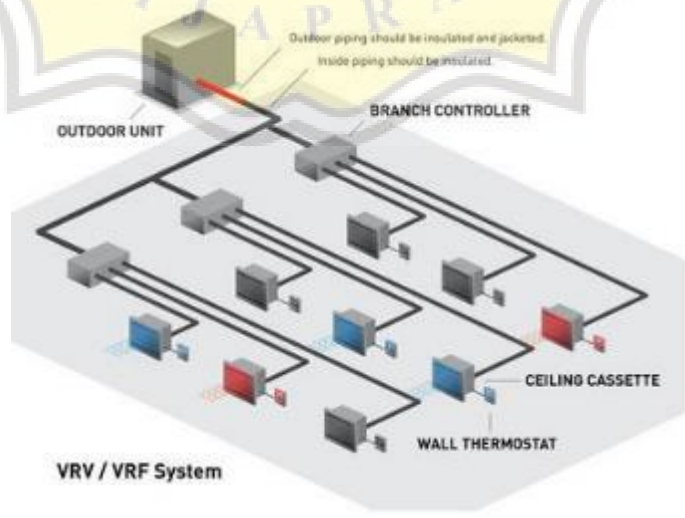 J A P R A
Outdoor piping should be insulated and jacketed.
Inside piping should be insulated.
BRANCH CONTROLLER
OUTDOOR UNIT
CEILING CASSETTE
WALL THERMOSTAT
VRV / VRF System